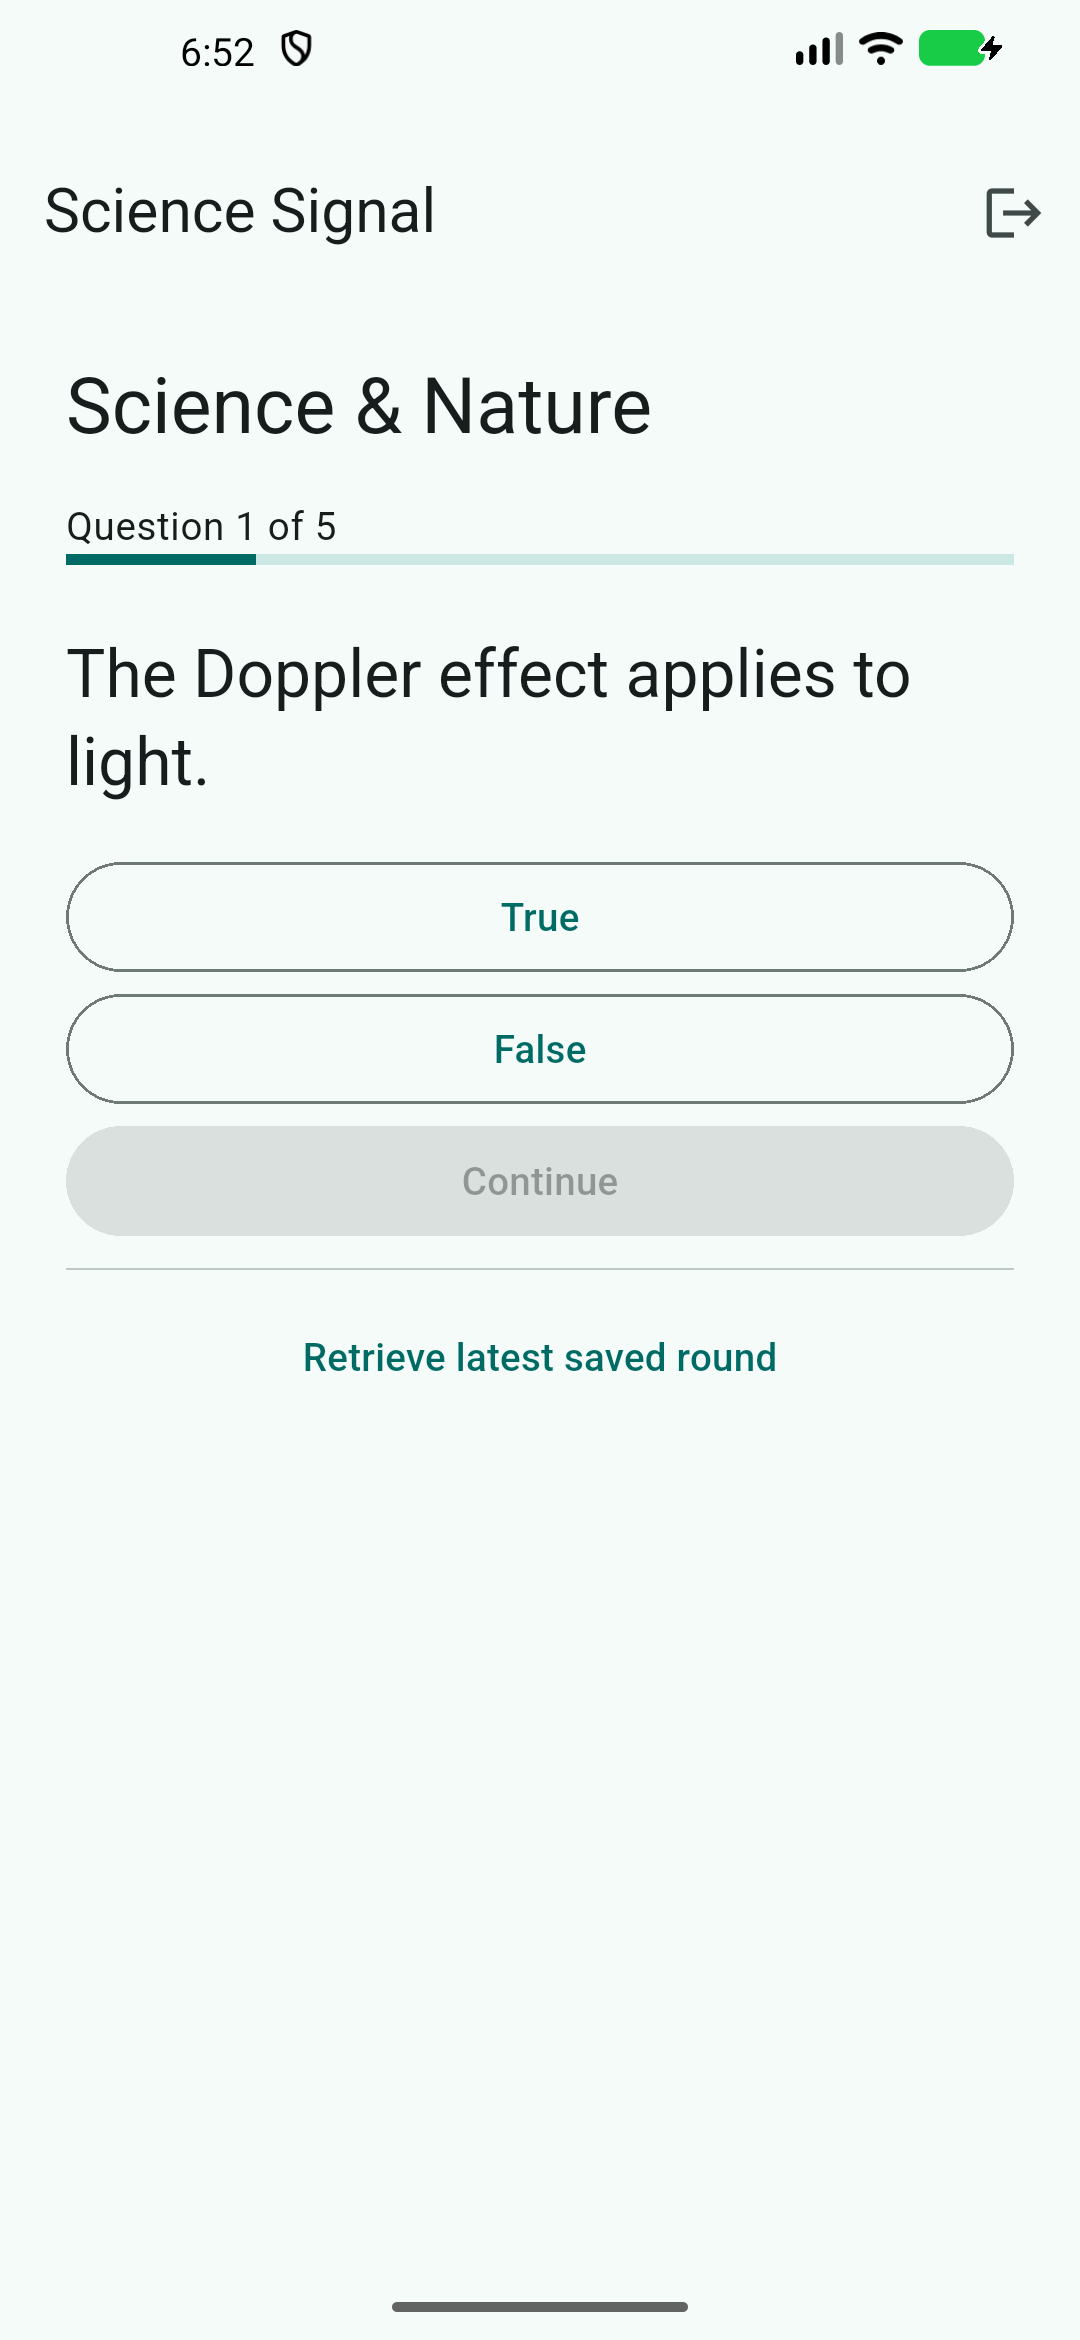 6:52
Science Signal
Science & Nature
Question 1 of 5
The Doppler effect applies to
light.
True
False
Continue
Retrieve latest saved round